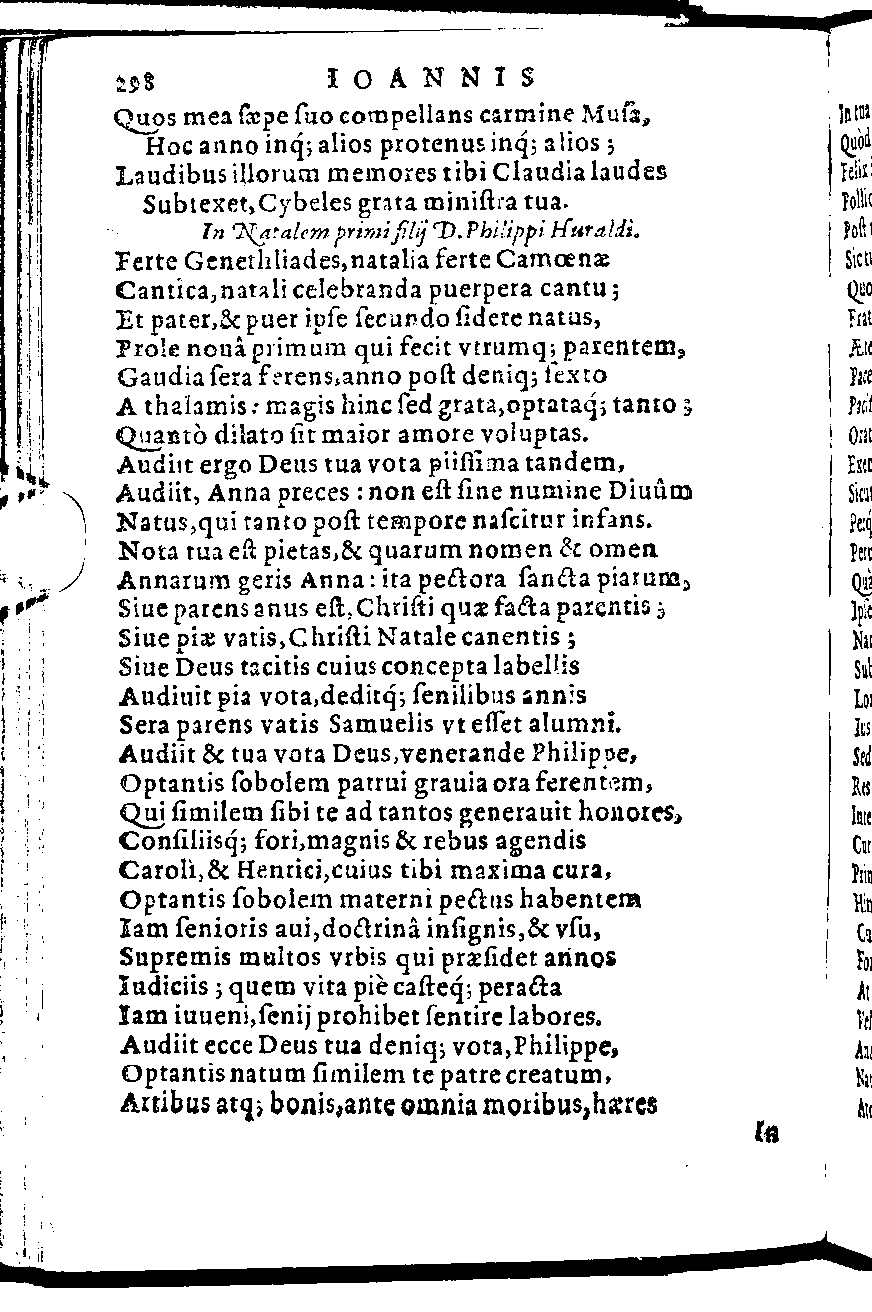 298 IOANNIS
Quos mea ſæpe ſuo compellans carmine Muſa,
Hoc anno inq́; alios protenus inq́; alios ;
Laudibus illorum memores tibi Claudia laudes
Subtexet, Cybeles grata miniſtra tua.
In Natalem primi filij D. Philippi Huraldi.
Ferte Genethliades, natalia ferte Camœnæ
Cantica, natali celebranda puerpera cantu ;
Et pater, & puer ipſe ſecundo ſidere natus,
Prole nouâ primum qui fecit vtrumq; parentem,
Gaudia ſera ferens, anno poſt deniq; ſexto
A thalamis : magis hinc ſed grata, optataq́; tanto ;
Quantò dilato ſit maior amore voluptas.
Audiit ergo Deus tua vota piiſſima tandem,
Audiit, Anna preces : non eſt ſine numine Diuûm
Natus, qui tanto poſt tempore naſcitur infans.
Nota tua eſt pietas, & quarum nomen & omen
Annarum geris Anna : ita pectora ſancta piarum,
Siue parens anus eſt, Chriſti quæ facta parentis ;
Siue piæ vatis, Chriſti Natale canentis ;
Siue Deus tacitis cuius concepta labellis
Audiuit pia vota, deditq; ſenilibus annis
Sera parens vatis Samuelis vt eſſet alumni.
Audiit & tua vota Deus, venerande Philippe,
Optantis ſobolem patrui grauia ora ferentem,
Qui ſimilem ſibi te ad tantos generauit honores,
Conſiliisq́; fori, magnis & rebus agendis
Caroli, & Henrici, cuius tibi maxima cura,
Optantis ſobolem materni pectus habentem
Iam ſenioris aui, doctrinâ inſignis, & vſu,
Supremis multos vrbis qui præſidet annos
Iudiciis ; quem vita piè caſteq́; peracta
Iam iuueni, ſenij prohibet ſentire labores.
Audiit ecce Deus tua deniq; vota, Philippe,
Optantis natum ſimilem te patre creatum,
Artibus atq; bonis, ante omnia moribus, hæres
In